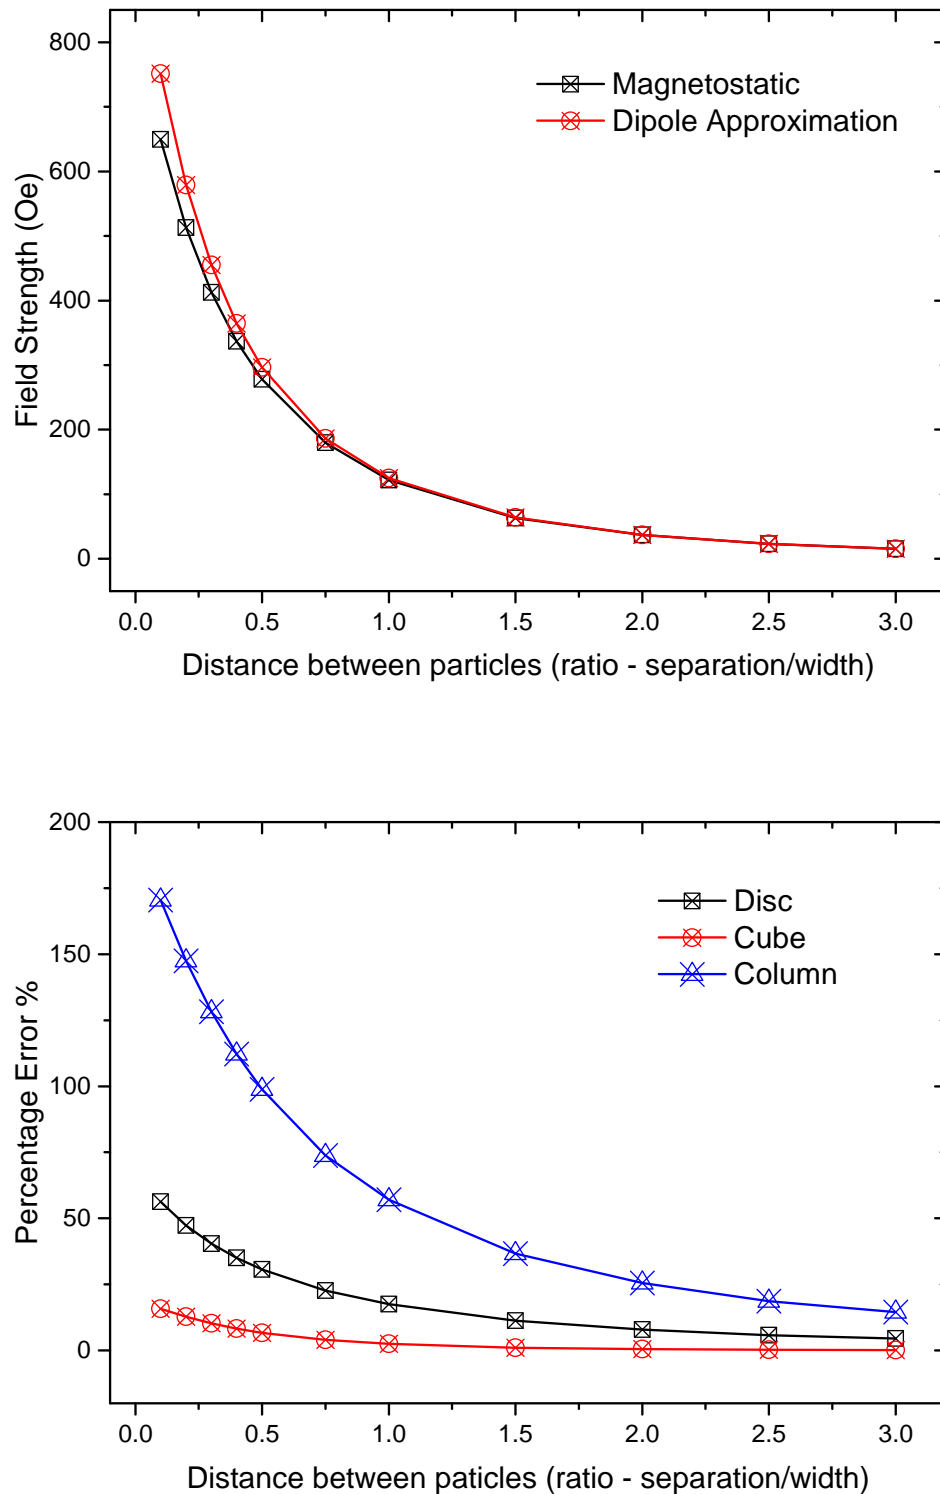 800
600
400
200
0
Field Strength (Oe)
Magnetostatic
Dipole Approximation
0.0 0.5 1.0 1.5 2.0 2.5 3.0
Distance between particles (ratio - separation/width)
200
150
100
50
0
Percentage Error %
Disc
Cube
Column
0.0 0.5 1.0 1.5 2.0 2.5 3.0
Distance between paticles (ratio - separation/width)